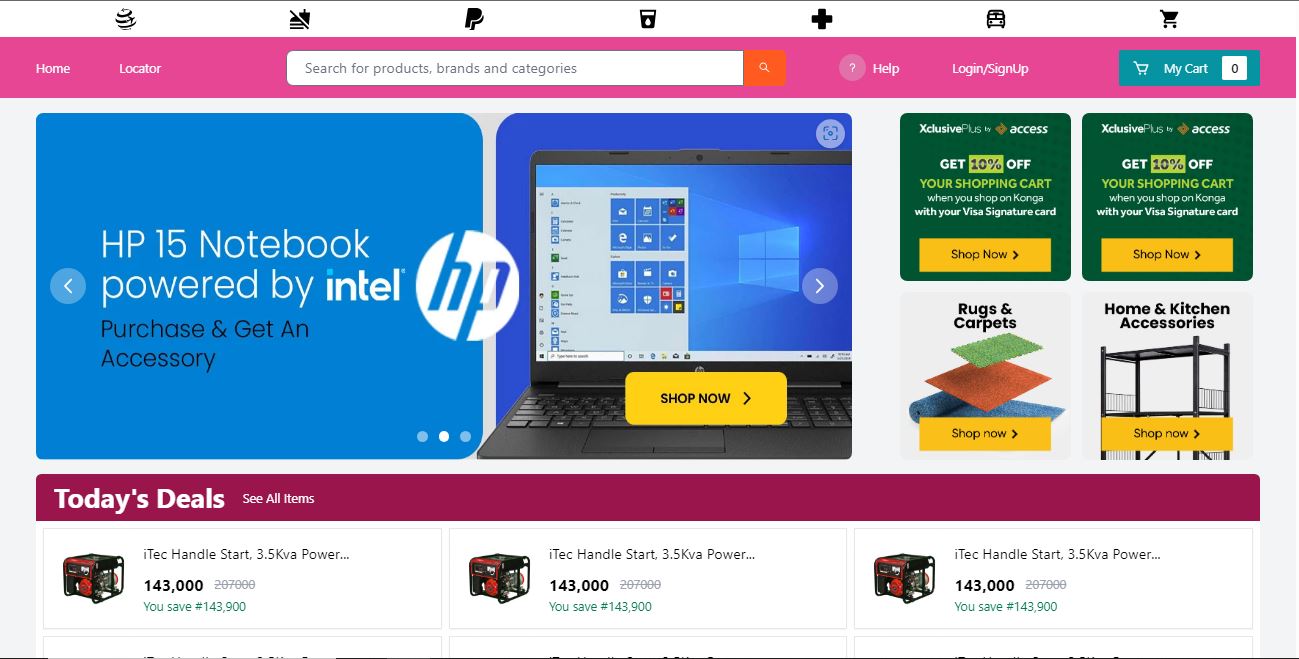 Home
Locator
Search for products, brands and categories
?
Help
Login/SignUp
My Cart
0
HP 15 Notebook
powered by intel
Purchase & Get An
Accessory
hp
SHOP NOW
XclusivePlus by access
GET 10% OFF
YOUR SHOPPING CART
when you shop on Konga
with your Visa Signature card
Shop Now
XclusivePlus by access
GET 10% OFF
YOUR SHOPPING CART
when you shop on Konga
with your Visa Signature card
Shop Now
Rugs &
Carpets
Shop now
Home & Kitchen
Accessories
Shop now
Today's Deals
See All Items
iTec Handle Start, 3.5Kva Power...
143,000 207000
You save #143,900
iTec Handle Start, 3.5Kva Power...
143,000 207000
You save #143,900
iTec Handle Start, 3.5Kva Power...
143,000 207000
You save #143,900